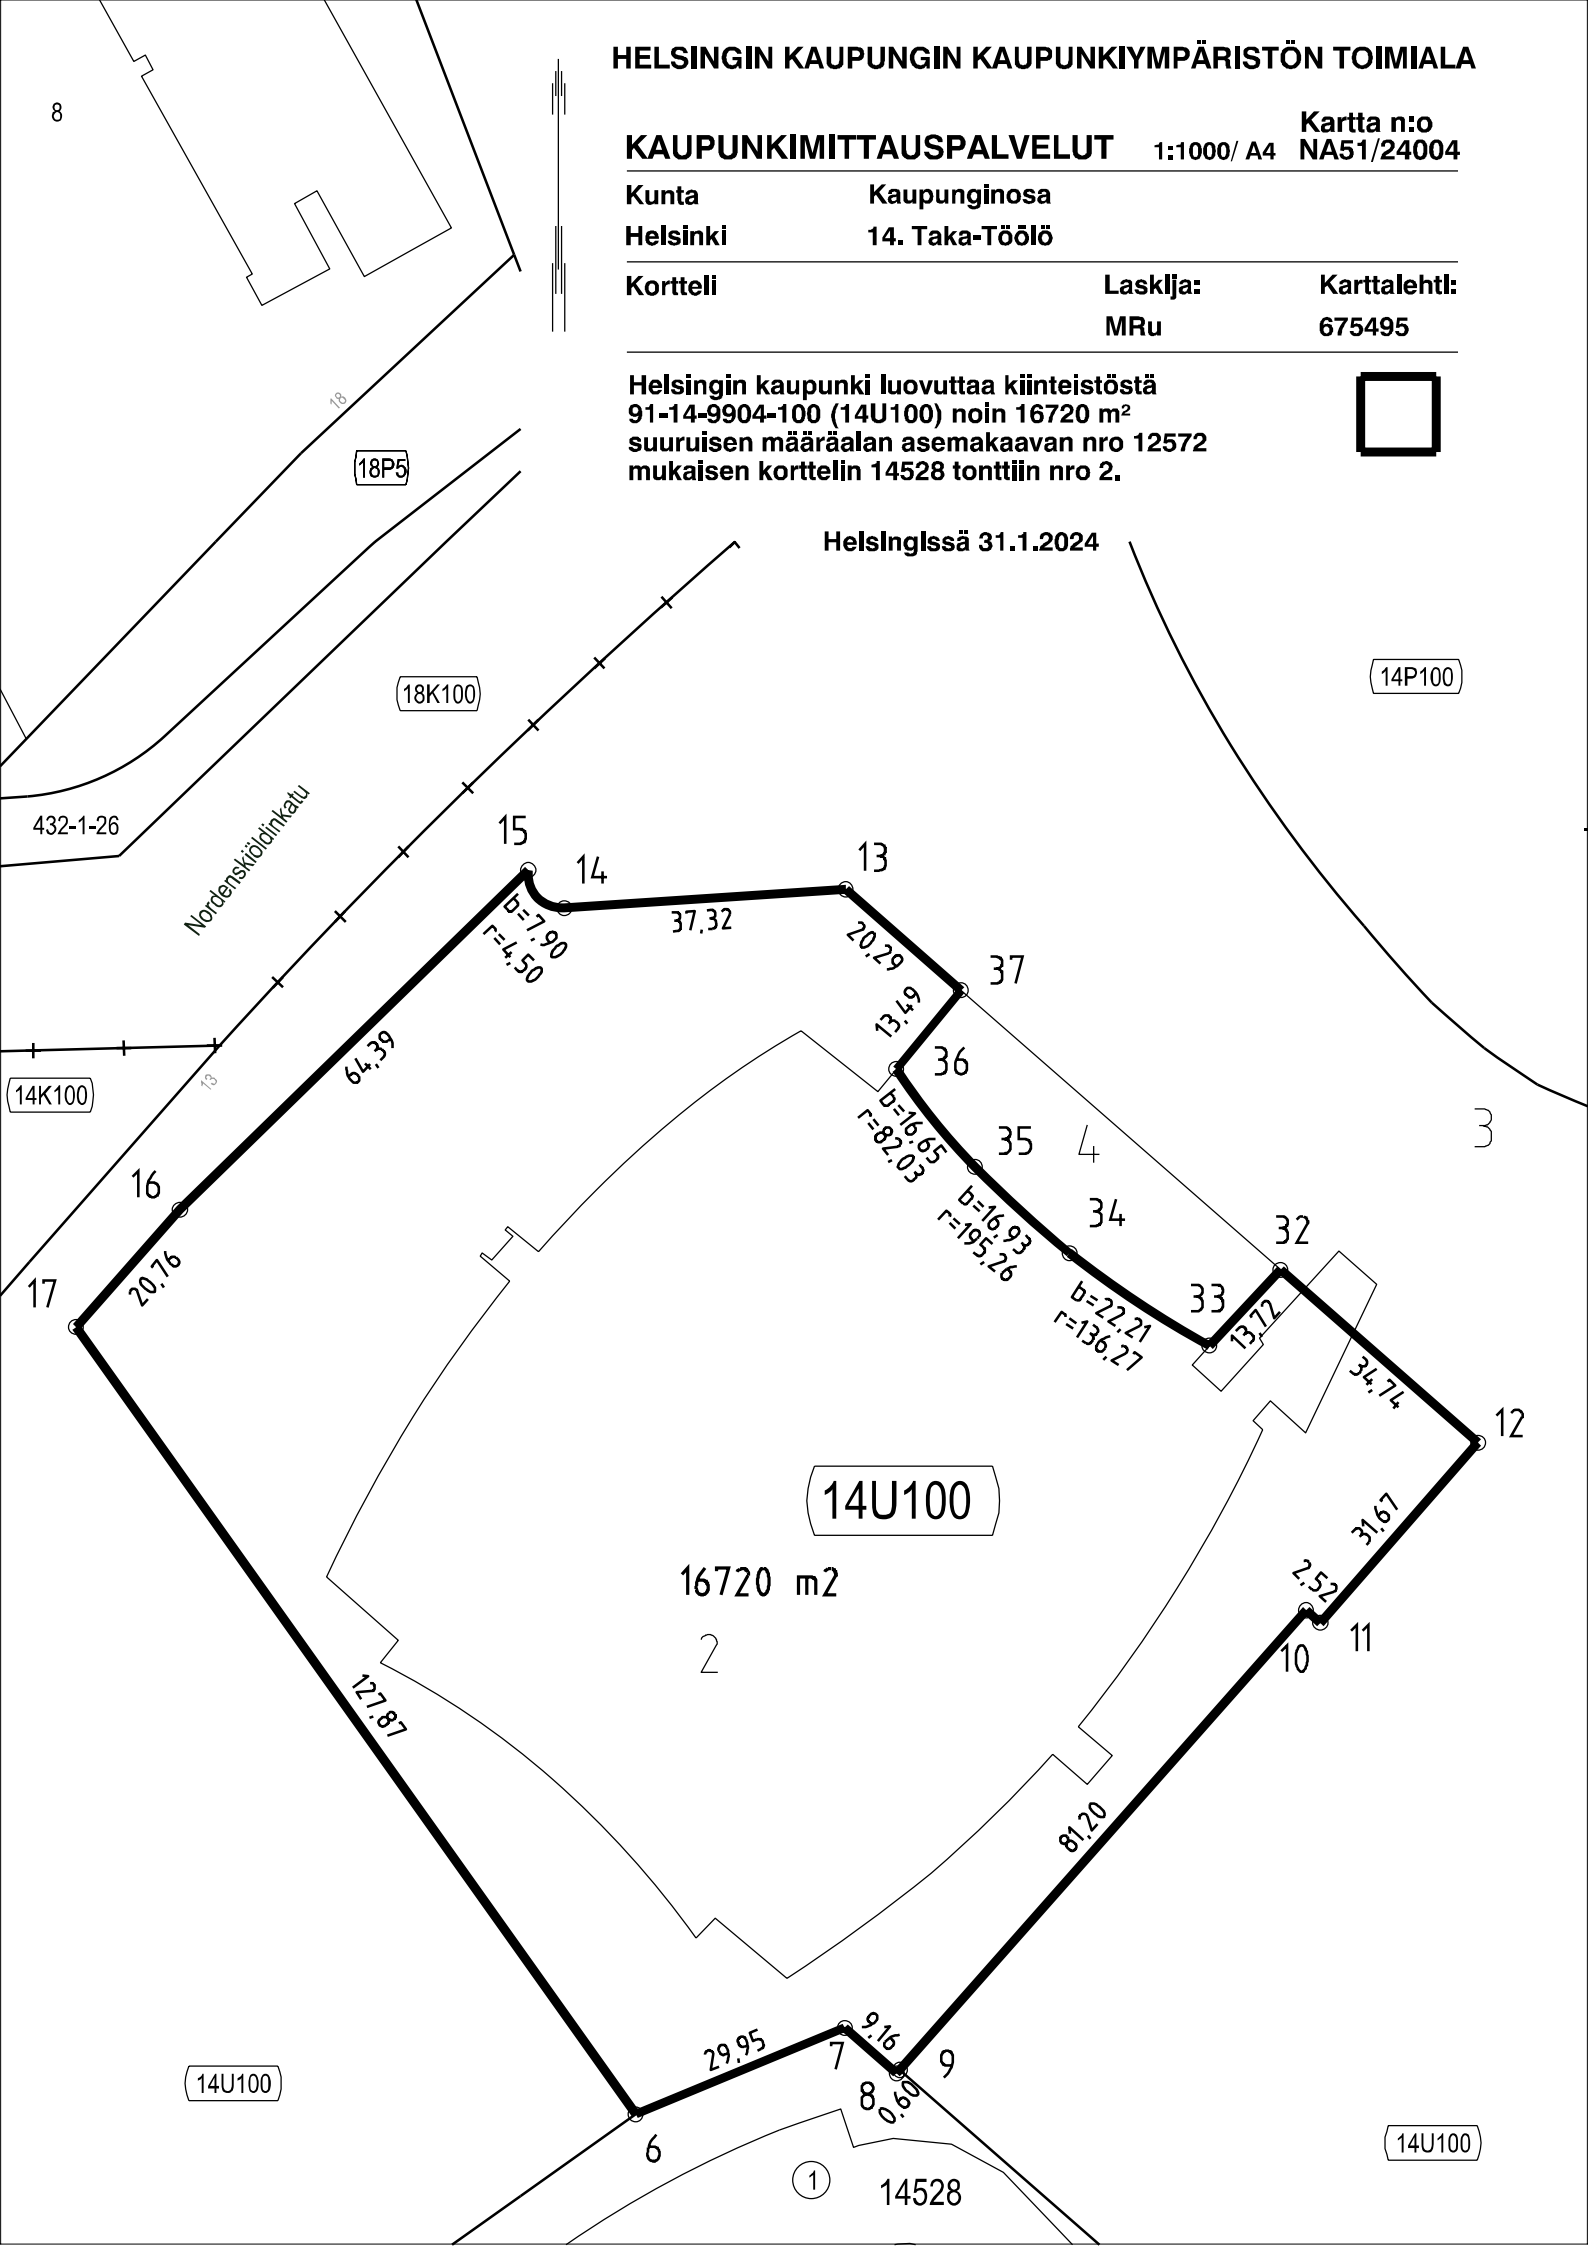 HELSINGIN KAUPUNGIN KAUPUNKIYMPÄRISTÖN TOIMIALA
KAUPUNKIMITTAUSPALVELUT 1:1000/ A4 Kartta n:o NA51/24004
Kunta Kaupunginosa
Helsinki 14. Taka-Töölö
Kortteli Laskija: Karttalehti:
MRu 675495
Helsingin kaupunki luovuttaa kiinteistöstä
91-14-9904-100 (14U100) noin 16720 m²
suuruisen määräalan asemakaavan nro 12572
mukaisen korttelin 14528 tonttiin nro 2.
Helsingissä 31.1.2024
8
18
18P5
18K100
14P100
432-1-26
Nordenskiöldinkatu
15
14
13
b=7,90
r=4,50
37,32
20,29
37
13,49
64,39
36
14K100
13
b=16,65
r=82,03
35
4
3
16
34
b=16,93
r=195,26
32
20,76
17
33
b=22,21
r=136,27
13,72
34,74
12
14U100
31,67
16720 m2
2,52
2
10
11
127,87
81,20
29,95
9,16
7
9
8
0,60
14U100
6
14U100
1
14528